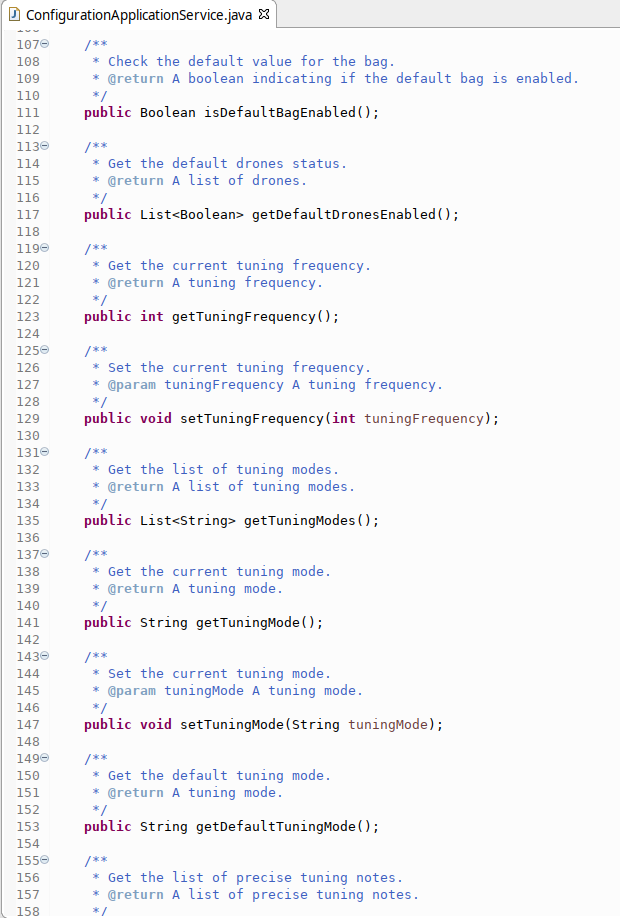 ConfigurationApplicationService.java
107 /**
108 * Check the default value for the bag.
109 * @return A boolean indicating if the default bag is enabled.
110 */
111 public Boolean isDefaultBagEnabled();
112
113 /**
114 * Get the default drones status.
115 * @return A list of drones.
116 */
117 public List<Boolean> getDefaultDronesEnabled();
118
119 /**
120 * Get the current tuning frequency.
121 * @return A tuning frequency.
122 */
123 public int getTuningFrequency();
124
125 /**
126 * Set the current tuning frequency.
127 * @param tuningFrequency A tuning frequency.
128 */
129 public void setTuningFrequency(int tuningFrequency);
130
131 /**
132 * Get the list of tuning modes.
133 * @return A list of tuning modes.
134 */
135 public List<String> getTuningModes();
136
137 /**
138 * Get the current tuning mode.
139 * @return A tuning mode.
140 */
141 public String getTuningMode();
142
143 /**
144 * Set the current tuning mode.
145 * @param tuningMode A tuning mode.
146 */
147 public void setTuningMode(String tuningMode);
148
149 /**
150 * Get the default tuning mode.
151 * @return A tuning mode.
152 */
153 public String getDefaultTuningMode();
154
155 /**
156 * Get the list of precise tuning notes.
157 * @return A list of precise tuning notes.
158 */